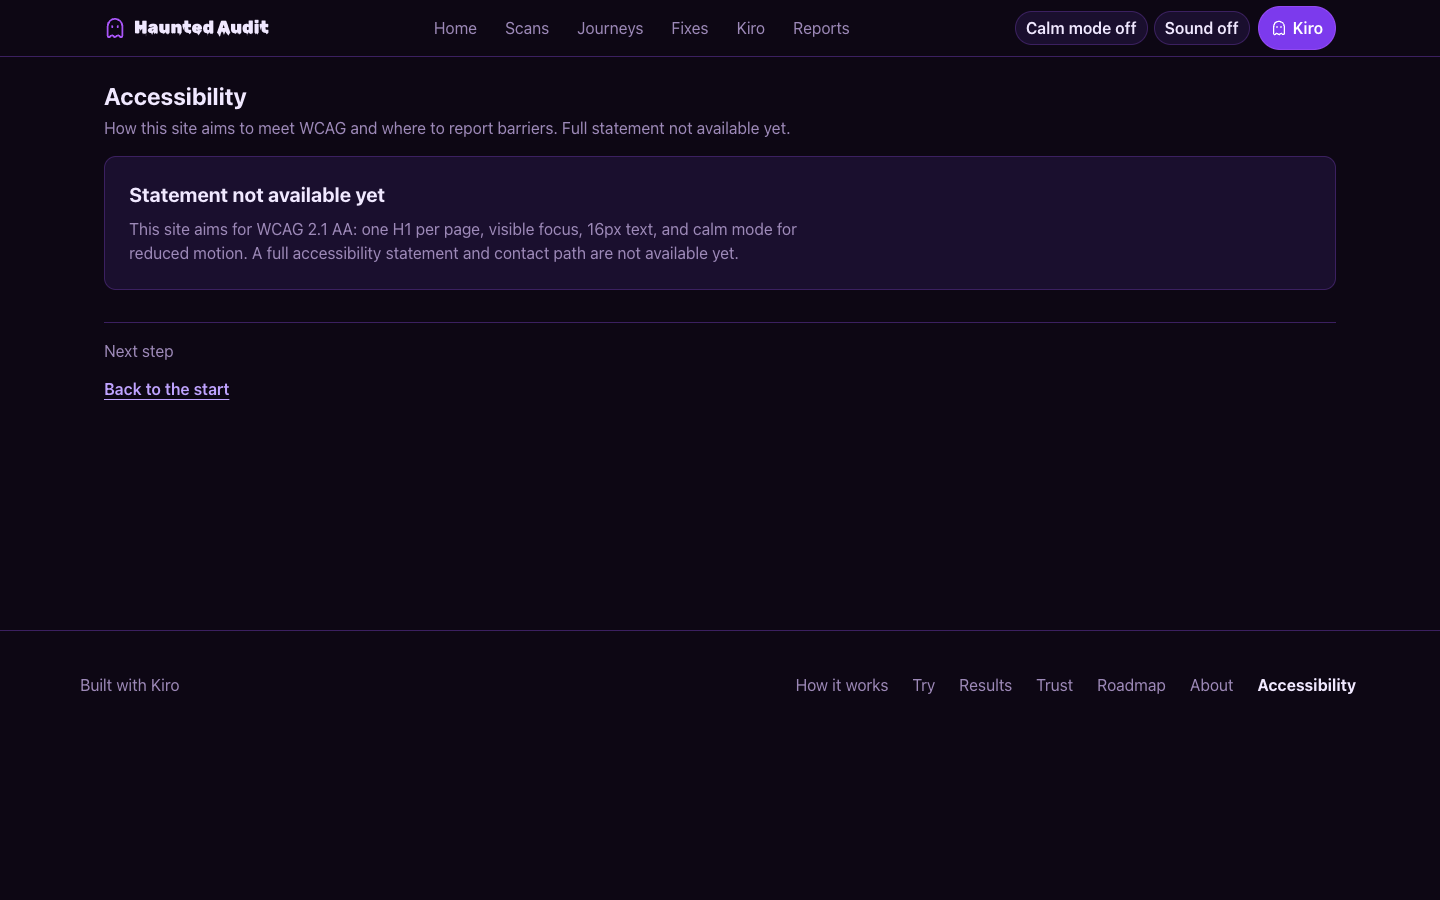 Haunted Audit
Home Scans Journeys Fixes Kiro Reports
Calm mode off Sound off Kiro
Accessibility
How this site aims to meet WCAG and where to report barriers. Full statement not available yet.
Statement not available yet
This site aims for WCAG 2.1 AA: one H1 per page, visible focus, 16px text, and calm mode for
reduced motion. A full accessibility statement and contact path are not available yet.
Next step
Back to the start
Built with Kiro
How it works Try Results Trust Roadmap About Accessibility